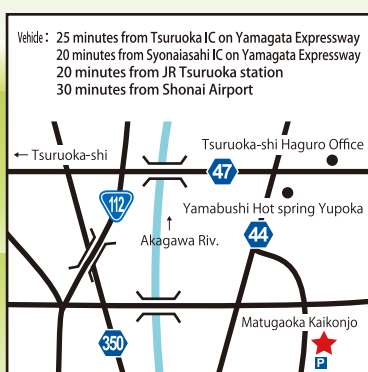 Vehicle : 25 minutes from Tsuruoka IC on Yamagata Expressway
20 minutes from Syonaiasahi IC on Yamagata Expressway
20 minutes from JR Tsuruoka station
30 minutes from Shonai Airport
Tsuruoka-shi Haguro Office
← Tsuruoka-shi
47
112
Yamabushi Hot spring Yupoka
↑
Akagawa Riv.
44
Matugaoka Kaikonjo
350
P